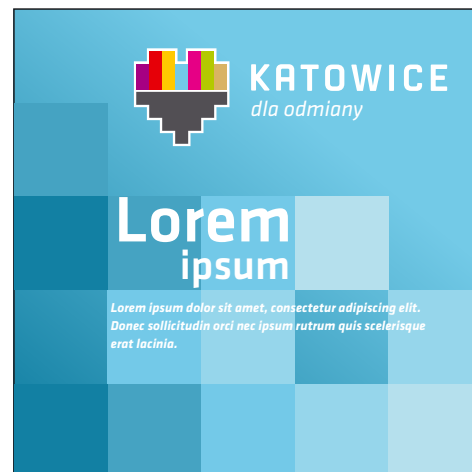 KATOWICE
dla odmiany
Lorem
ipsum
Lorem ipsum dolor sit amet, consectetur adipiscing elit.
Donec sollicitudin orci nec ipsum rutrum quis scelerisque
erat lacinia.